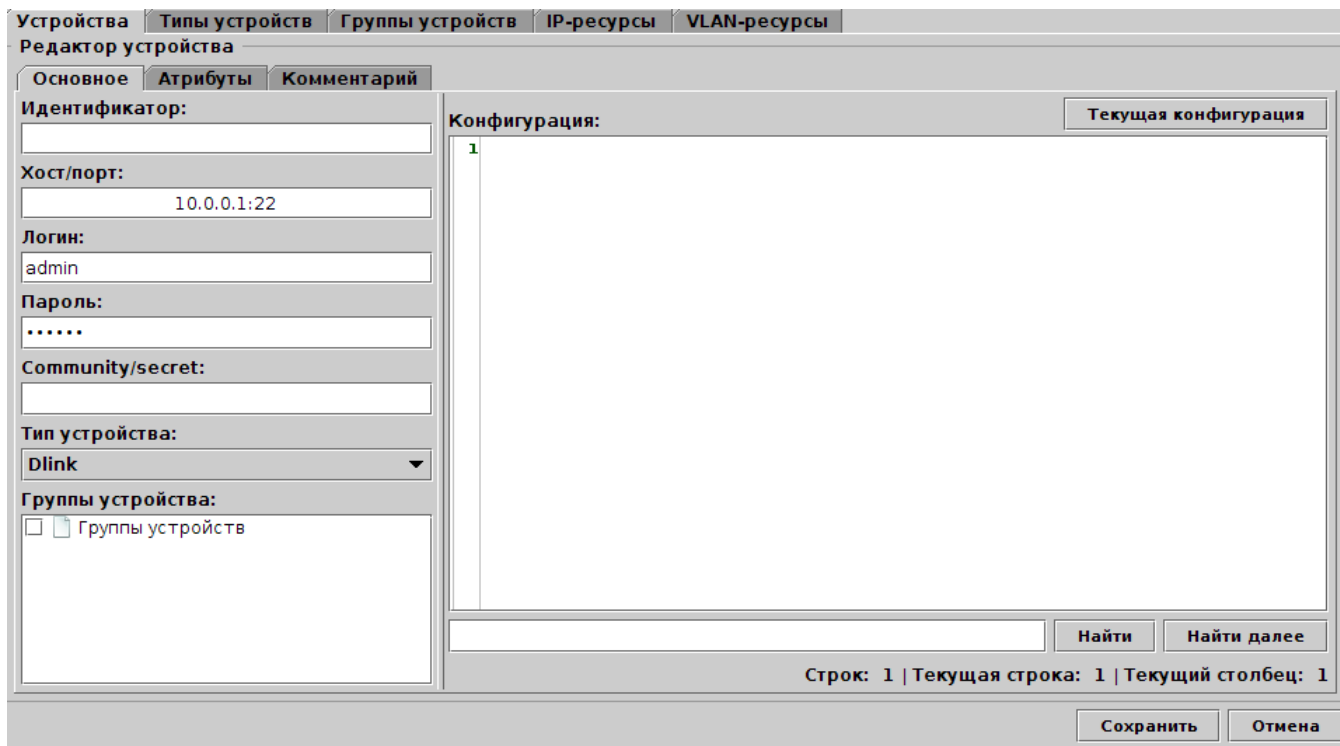 Устройства Типы устройств Группы устройств IP-ресурсы VLAN-ресурсы
Редактор устройства
Основное Атрибуты Комментарий
Идентификатор:
Хост/порт:
10.0.0.1:22
Логин:
admin
Пароль:
••••••
Community/secret:
Тип устройства:
Dlink
Группы устройства:
Группы устройств
Конфигурация:
Текущая конфигурация
1
Найти Найти далее
Строк: 1 | Текущая строка: 1 | Текущий столбец: 1
Сохранить Отмена